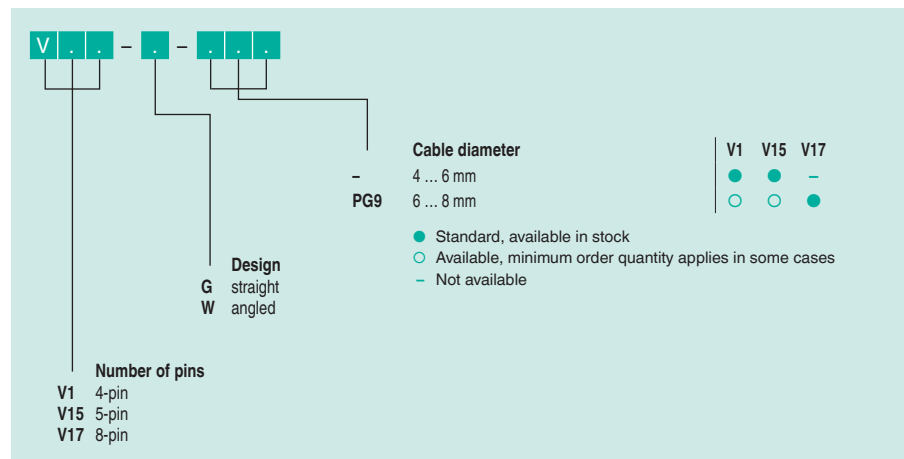 V . . – . – . . .
Cable diameter V1 V15 V17
– 4 ... 6 mm ● ● –
PG9 6 ... 8 mm ○ ○ ●
● Standard, available in stock
○ Available, minimum order quantity applies in some cases
– Not available
Design
G straight
W angled
Number of pins
V1 4-pin
V15 5-pin
V17 8-pin